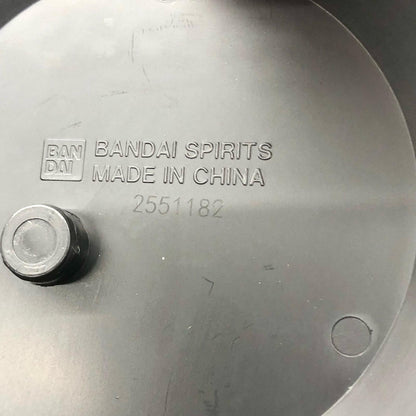 BAN
DAI
BANDAI SPIRITS
MADE IN CHINA
2551182